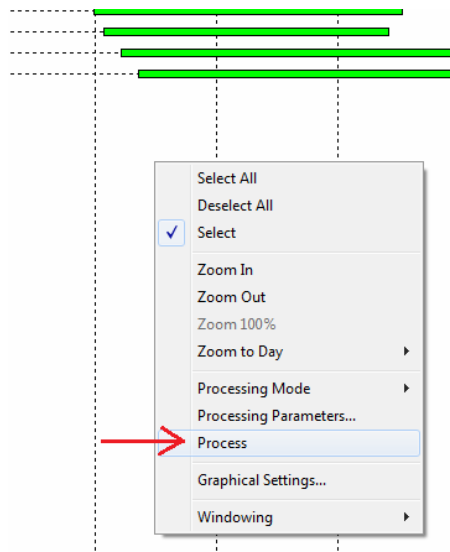 Select All
Deselect All
Select
Zoom In
Zoom Out
Zoom 100%
Zoom to Day
Processing Mode
Processing Parameters...
Process
Graphical Settings...
Windowing